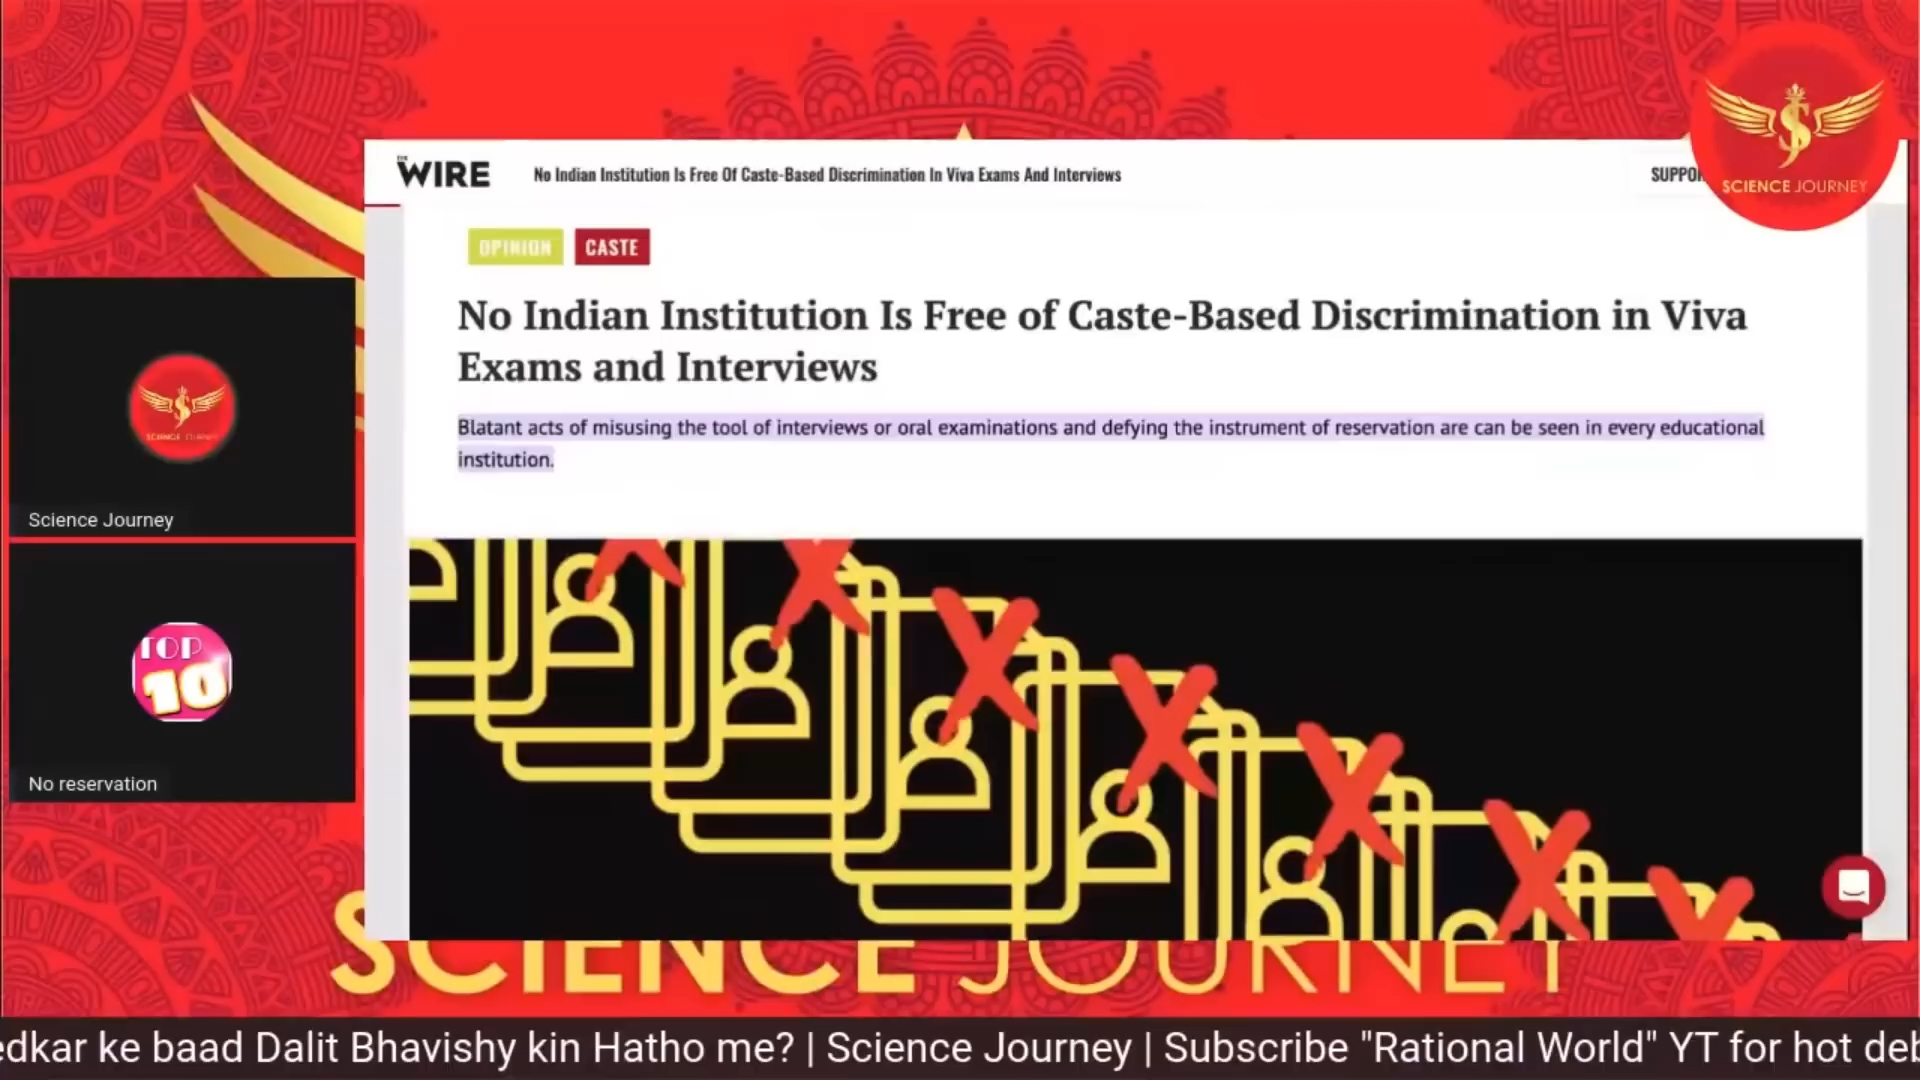 SCIENCE JOURNEY
THE
WIRE
No Indian Institution Is Free Of Caste-Based Discrimination In Viva Exams And Interviews
OPINION
CASTE
No Indian Institution Is Free of Caste-Based Discrimination in Viva
Exams and Interviews
Blatant acts of misusing the tool of interviews or oral examinations and defying the instrument of reservation are can be seen in every educational
institution.
SCIENCE JOURNEY
Science Journey
TOP
10
No reservation
SCIENCE JOURNEY
ke baad Dalit Bhavishy kin Hatho me? | Science Journey | Subscribe "Rational World" YT for hot